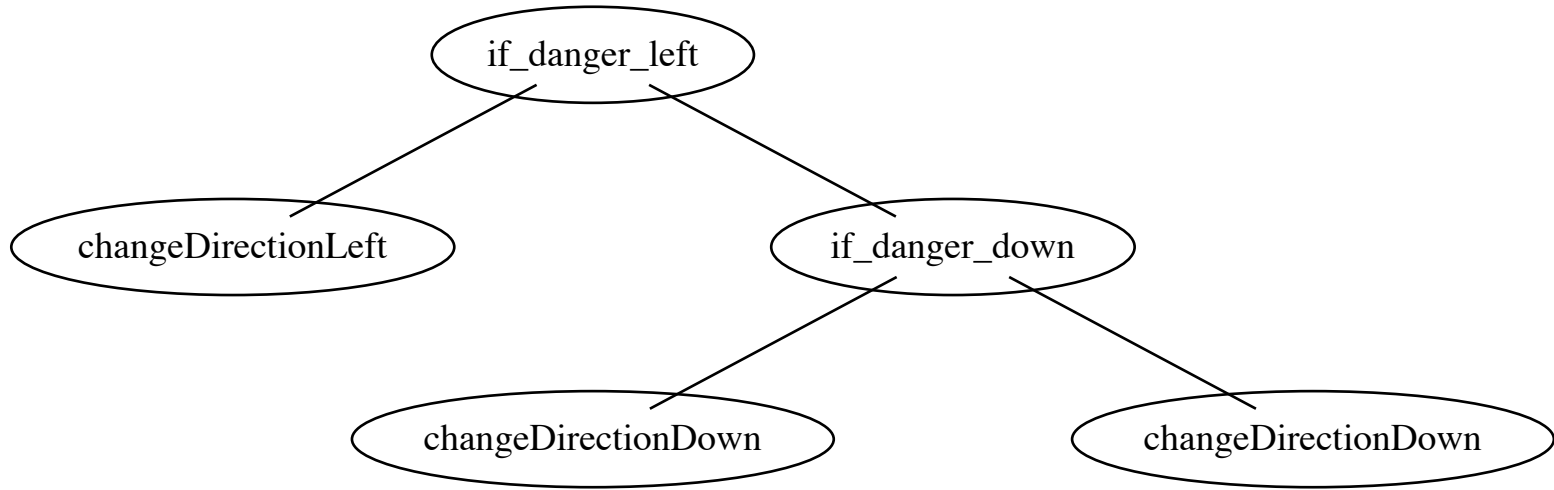 if_danger_left
changeDirectionLeft
if_danger_down
changeDirectionDown
changeDirectionDown